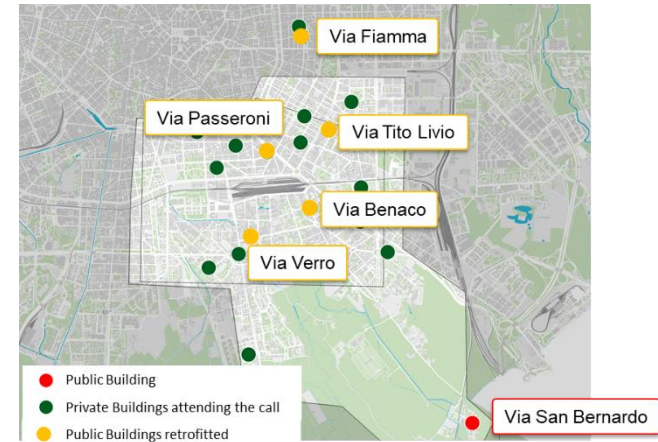 Via Fiamma
Via Passeroni
Via Tito Livio
Via Benaco
Via Verro
Public Building
Private Buildings attending the call
Public Buildings retrofitted
Via San Bernardo